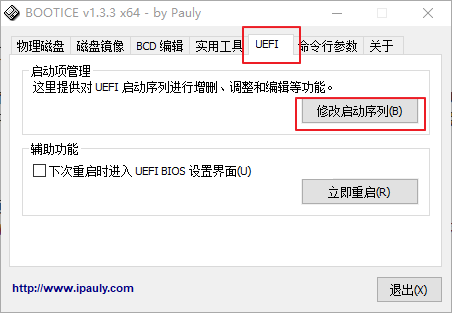 BOOTICE v1.3.3 x64 - by Pauly
物理磁盘 磁盘镜像 BCD 编辑 实用工具 UEFI 命令行参数 关于
启动项管理
这里提供对 UEFI 启动序列进行增删、调整和编辑等功能。
修改启动序列(B)
辅助功能
下次重启时进入 UEFI BIOS 设置界面(U)
立即重启(R)
http://www.ipauly.com
退出(X)